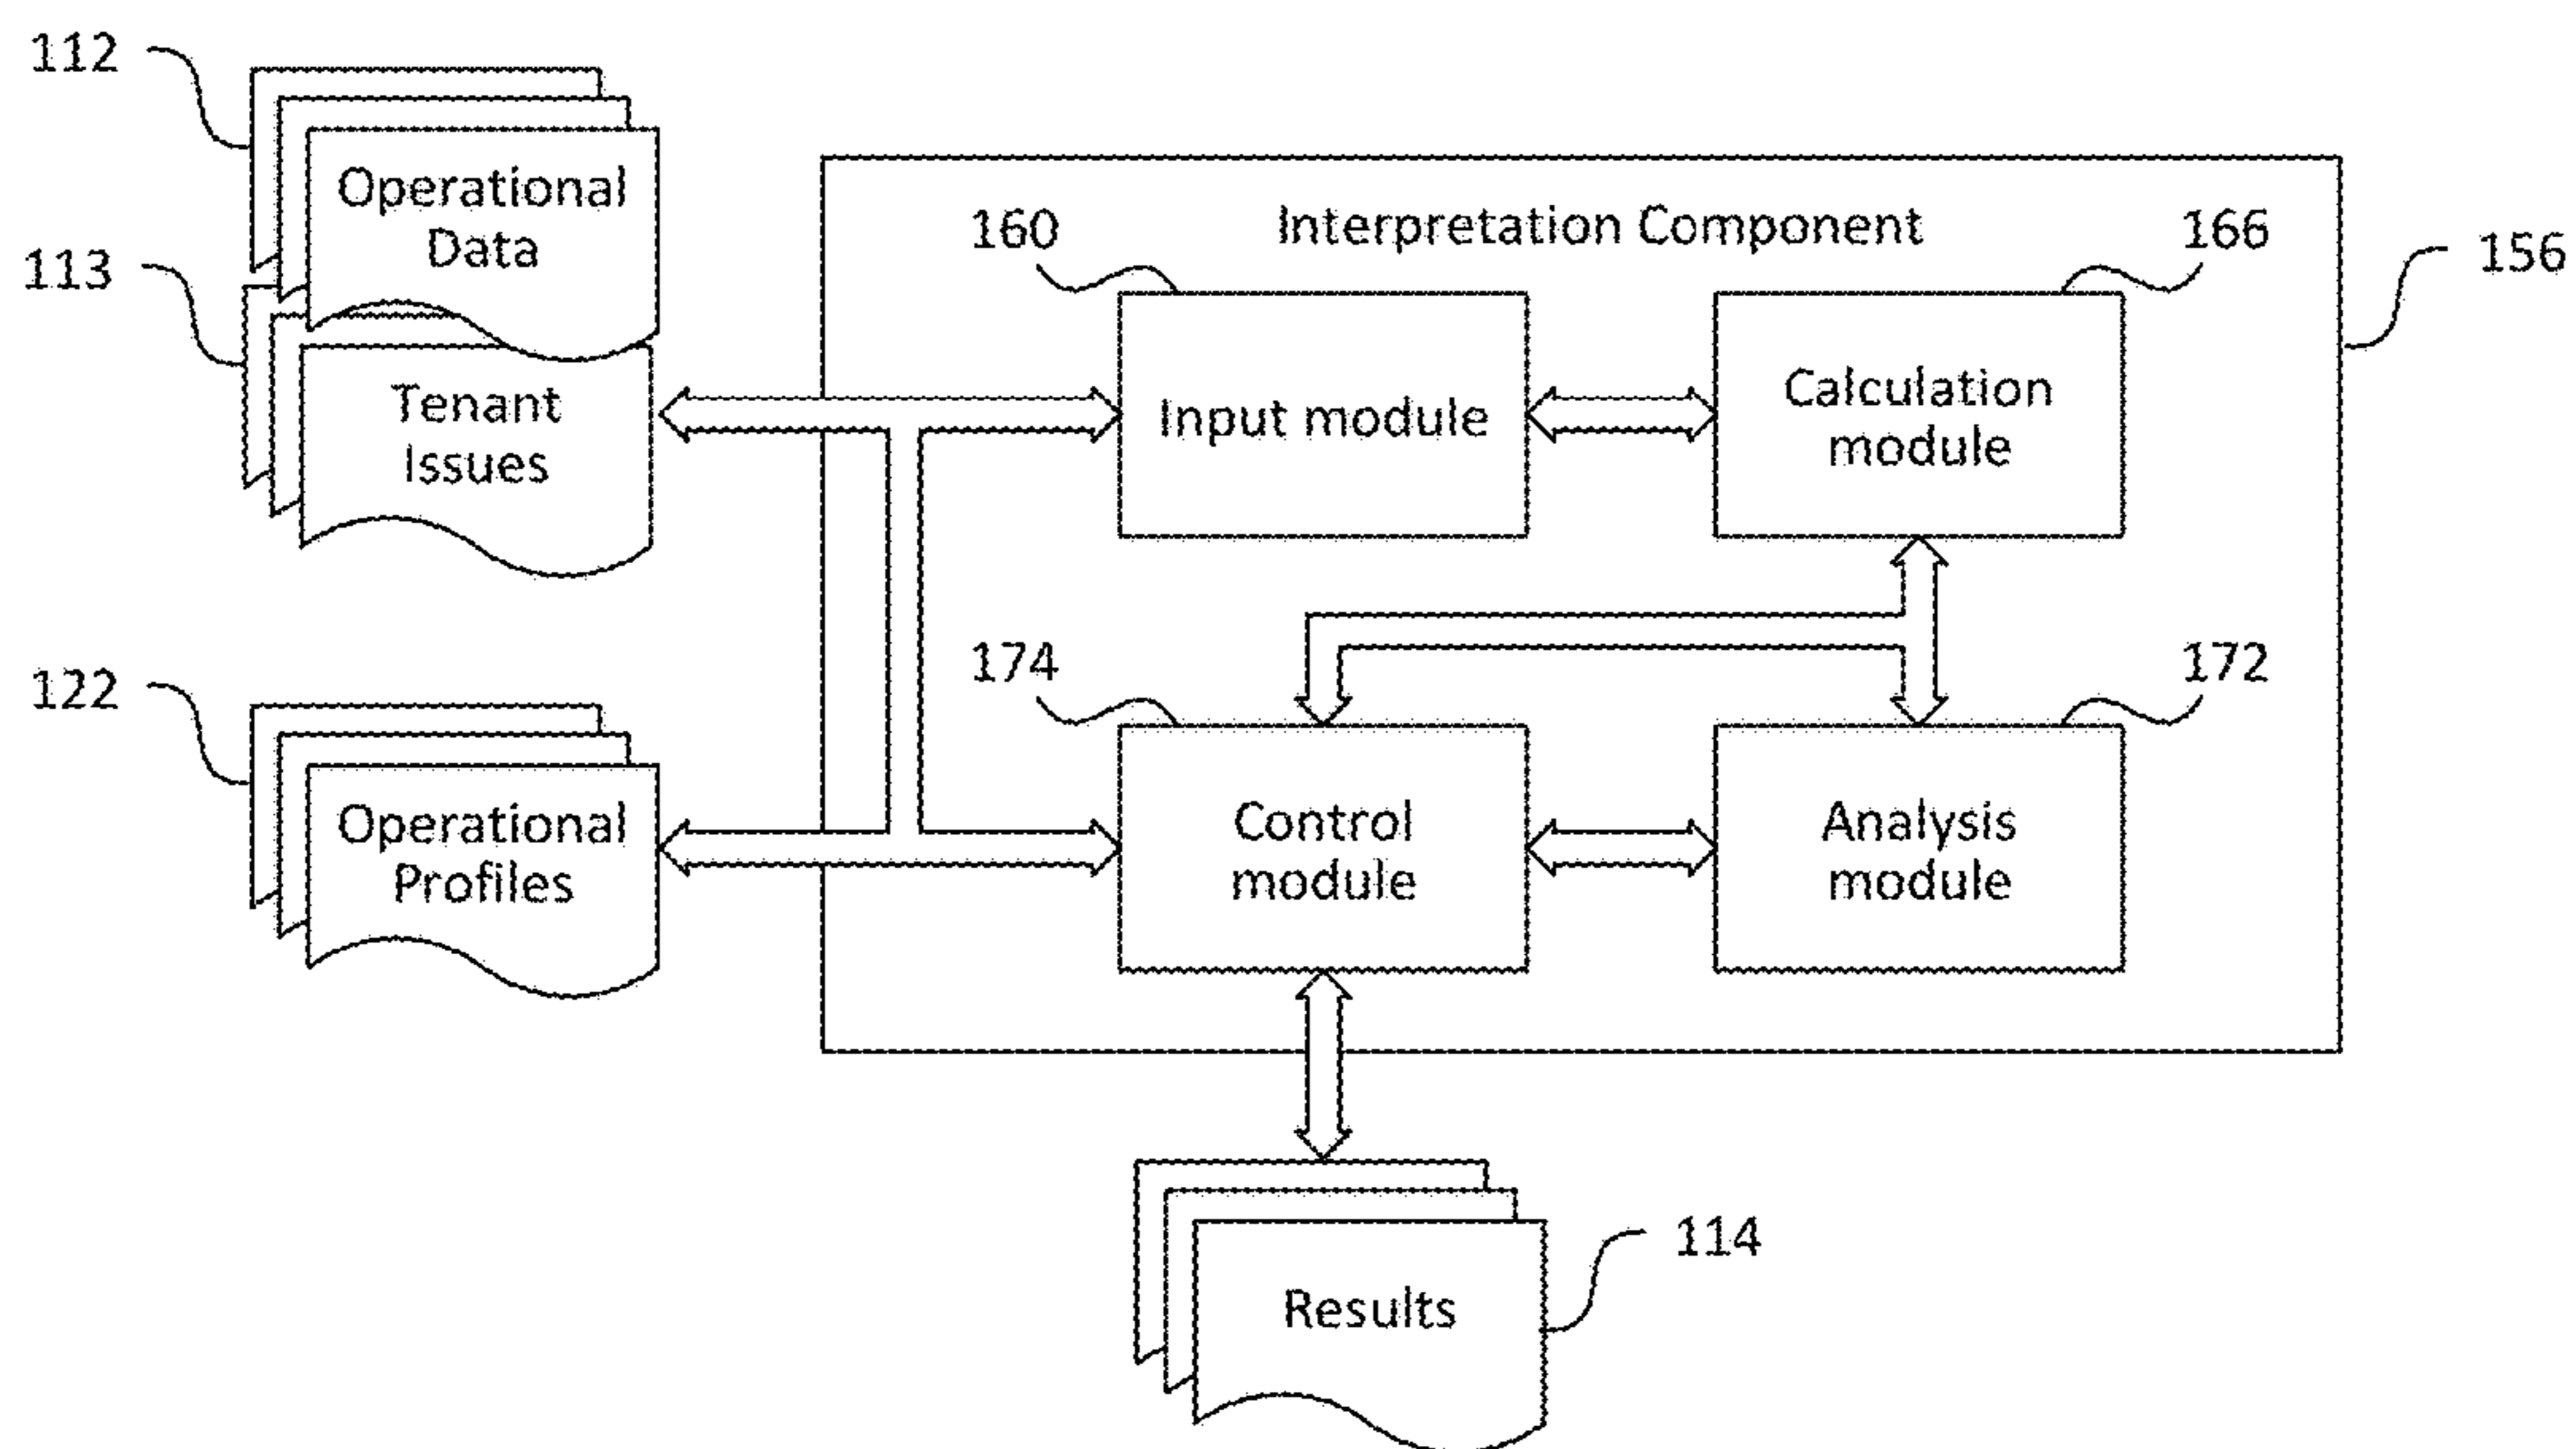 112
Operational
Data
113
Tenant
Issues
122
Operational
Profiles
Interpretation Component
156
160
Input module
166
Calculation
module
174
Control
module
172
Analysis
module
Results
114